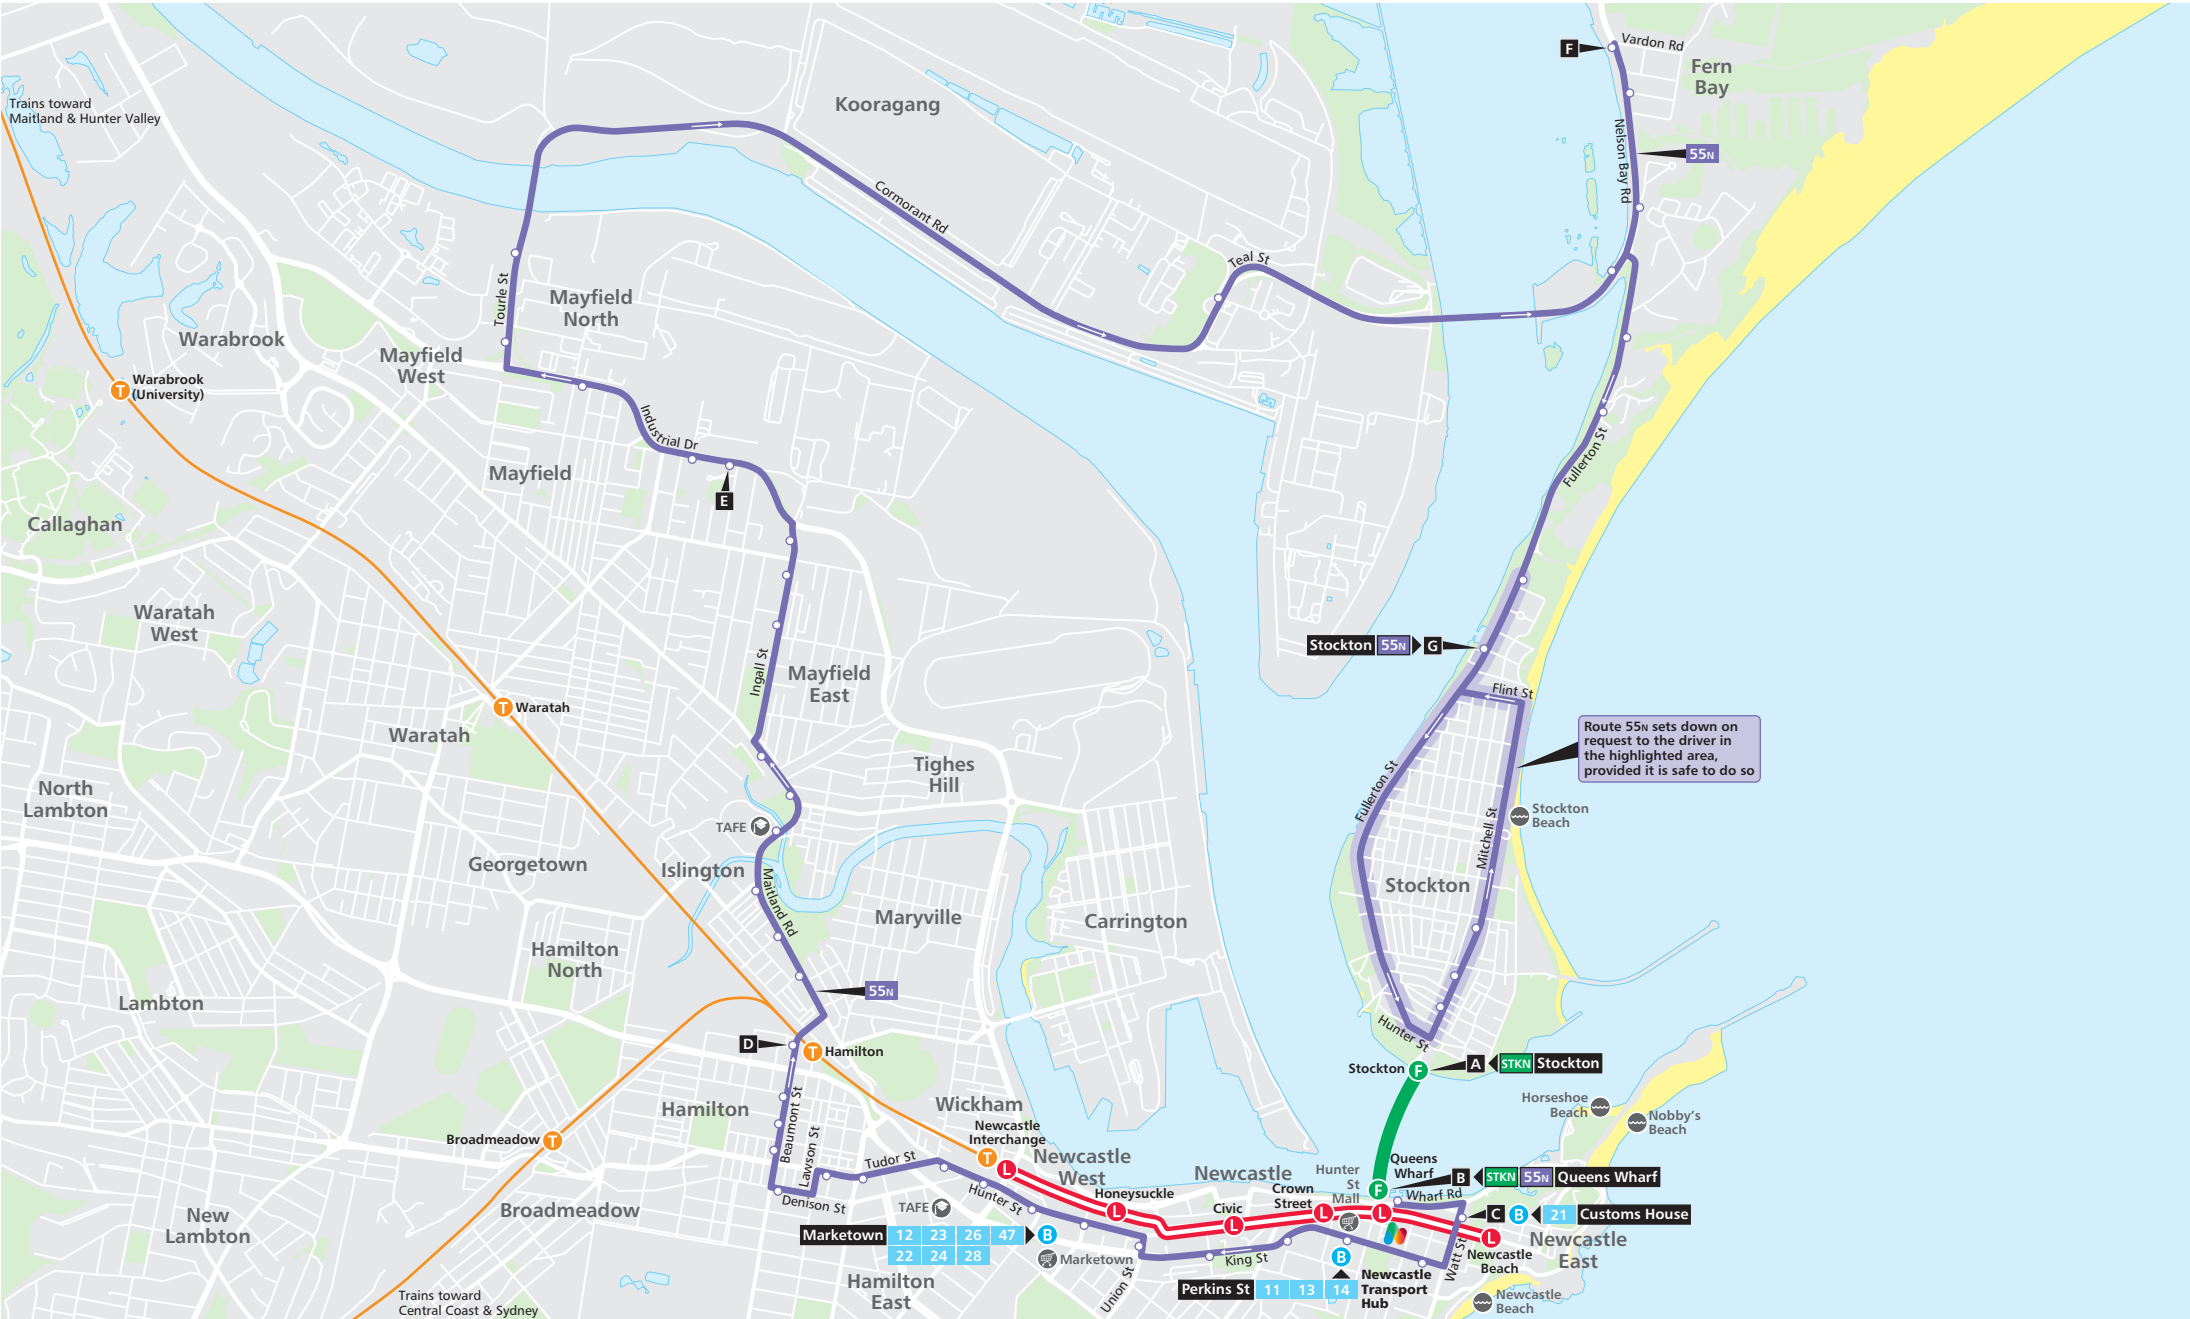 Trains toward
Maitland & Hunter Valley
Kooragang
F
Vardon Rd
Fern
Bay
Nelson Bay Rd
55N
Cormorant Rd
Teal St
Tourle St
Mayfield
North
Warabrook
Mayfield
West
Warabrook
(University)
Industrial Dr
Mayfield
E
Fullerton St
Callaghan
Waratah
West
Stockton 55N G
Ingall St
Mayfield
East
Flint St
T
Waratah
Waratah
Route 55N sets down on
request to the driver in
the highlighted area,
provided it is safe to do so
Tighes
Hill
North
Lambton
Fullerton St
Stockton
Beach
TAFE
Mitchell St
Georgetown
Islington
Stockton
Maitland Rd
Maryville
Carrington
Hamilton
North
55N
Lambton
Hunter St
D
T
Hamilton
Stockton
F
A
STKN Stockton
Beaumont St
Hamilton
Wickham
Horseshoe
Beach
Nobby's
Beach
Newcastle
Interchange
T
Broadmeadow
T
L
Lawson St
Tudor St
Newcastle
West
Newcastle
Hunter
St
Mall
Queens
Wharf
F
B
STKN 55N Queens Wharf
Denison St
Hunter St
Honeysuckle
L
Crown
Street
L
Civic
L
L
Wharf Rd
C
B
21 Customs House
New
Lambton
Broadmeadow
TAFE
Marketown 12 23 26 47
22 24 28
B
Marketown
King St
Union St
B
Watt St
L
Newcastle
Beach
Newcastle
East
Hamilton
East
Perkins St 11 13 14
Newcastle
Transport
Hub
Newcastle
Beach
Trains toward
Central Coast & Sydney
T